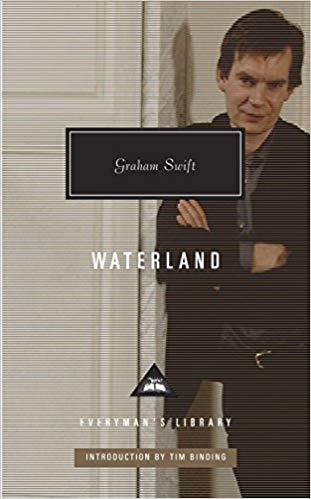 Graham Swift
WATERLAND
EVERYMAN'S LIBRARY
INTRODUCTION BY TIM BINDING